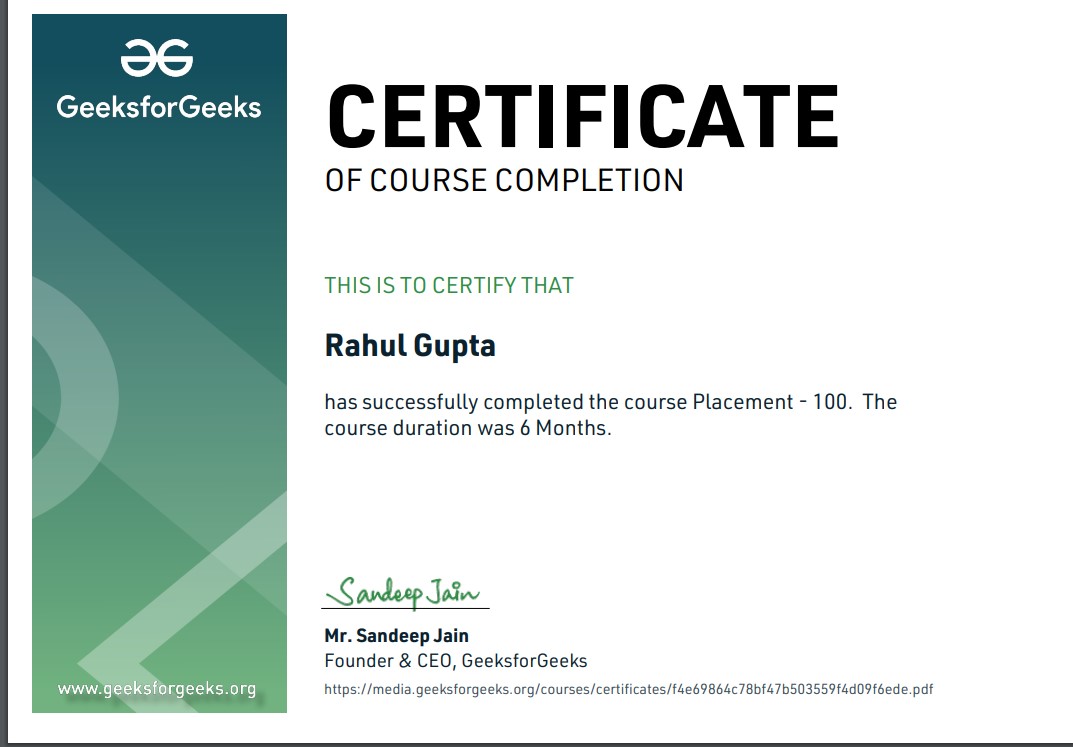 GeeksforGeeks
CERTIFICATE
OF COURSE COMPLETION
THIS IS TO CERTIFY THAT
Rahul Gupta
has successfully completed the course Placement - 100. The
course duration was 6 Months.
Sandeep Jain
Mr. Sandeep Jain
Founder & CEO, GeeksforGeeks
www.geeksforgeeks.org
https://media.geeksforgeeks.org/courses/certificates/f4e69864c78bf47b503559f4d09f6ede.pdf